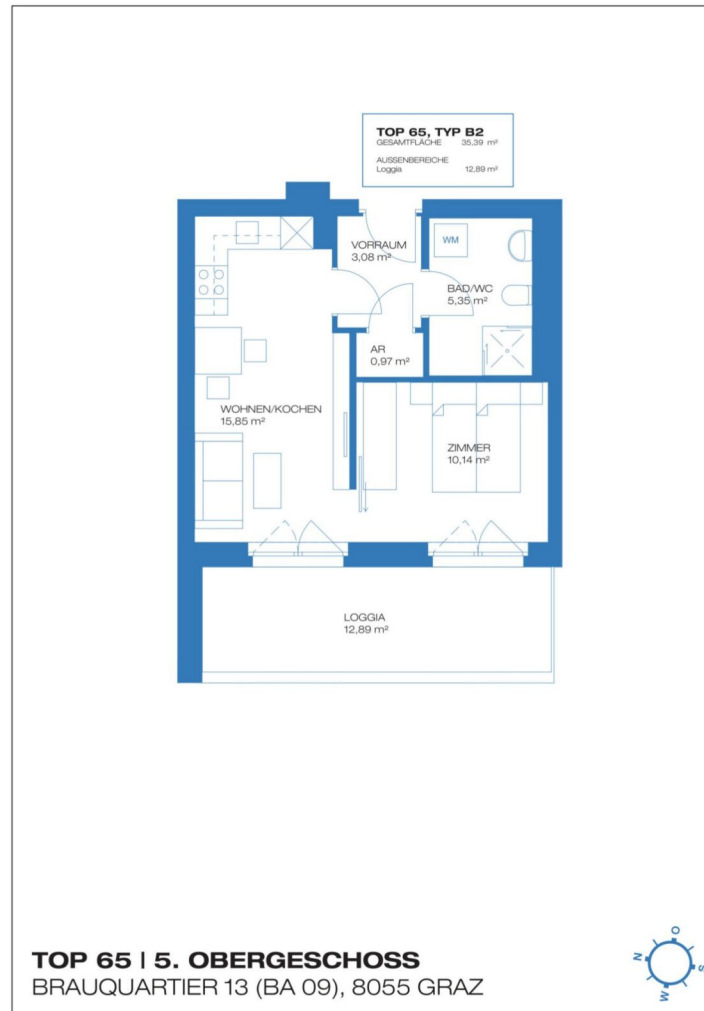 TOP 65, TYP B2
GESAMTFLÄCHE 35,39 m²
AUSSENBEREICHE
Loggia 12,89 m²
VORRAUM
3,08 m²
WM
BAD/WC
5,35 m²
AR
0,97 m²
WOHNEN/KOCHEN
15,85 m²
ZIMMER
10,14 m²
LOGGIA
12,89 m²
TOP 65 | 5. OBERGESCHOSS
BRAUQUARTIER 13 (BA 09), 8055 GRAZ
N
O
S
W